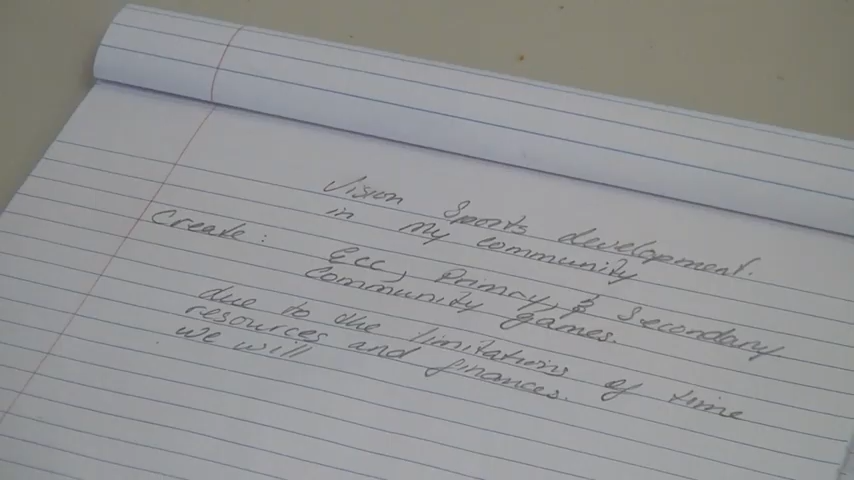 Vision Sports development.
in my community
Create:
Ecc, Primary, & Secondary
Community games.
due to the limitations of time
resources and finances.
we will